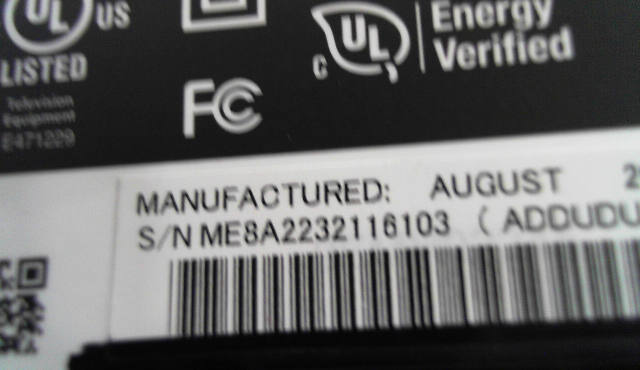 UL US
LISTED
Television
Equipment
E471229
FC
C UL
Energy
Verified
MANUFACTURED: AUGUST
S/N ME8A2232116103 ( ADDUDU